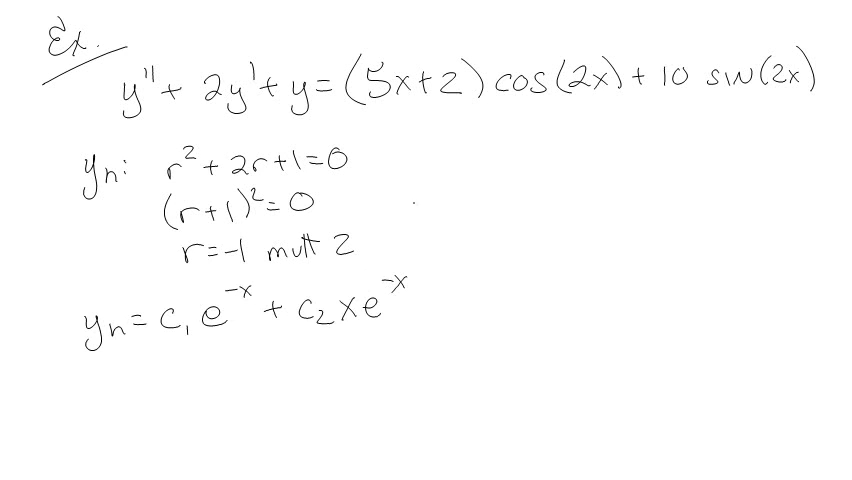 Ex.
y'' + 2y' + y = (5x+2) cos(2x) + 10 sin(2x)
yₕ: r² + 2r + 1 = 0
(r+1)² = 0
r = -1 mult 2
yₕ = c₁e⁻ˣ + c₂xe⁻ˣ